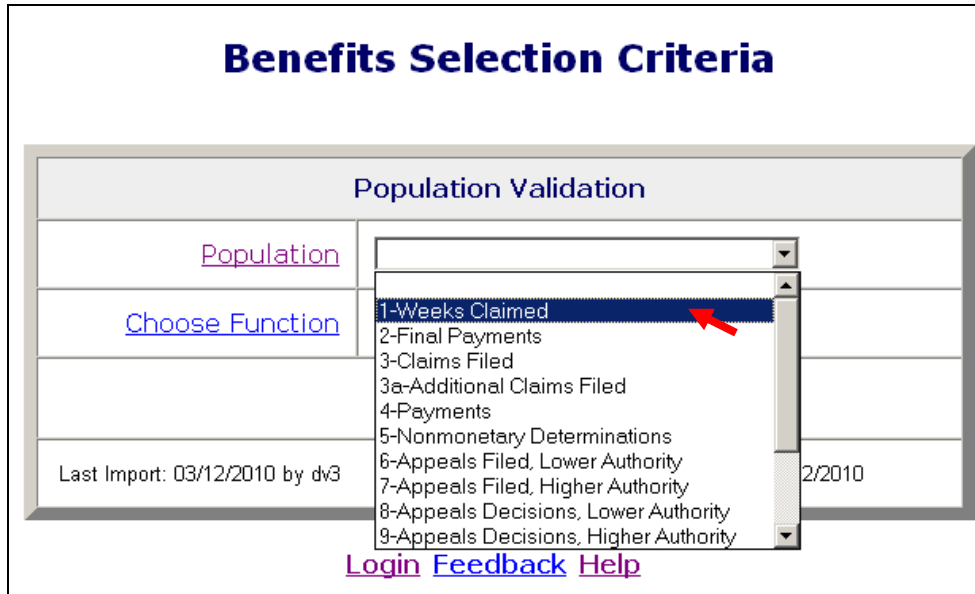 Benefits Selection Criteria
Population Validation
Population
Choose Function
1-Weeks Claimed
2-Final Payments
3-Claims Filed
3a-Additional Claims Filed
4-Payments
5-Nonmonetary Determinations
6-Appeals Filed, Lower Authority
7-Appeals Filed, Higher Authority
8-Appeals Decisions, Lower Authority
9-Appeals Decisions, Higher Authority
Last Import: 03/12/2010 by dv3
2/2010
Login Feedback Help